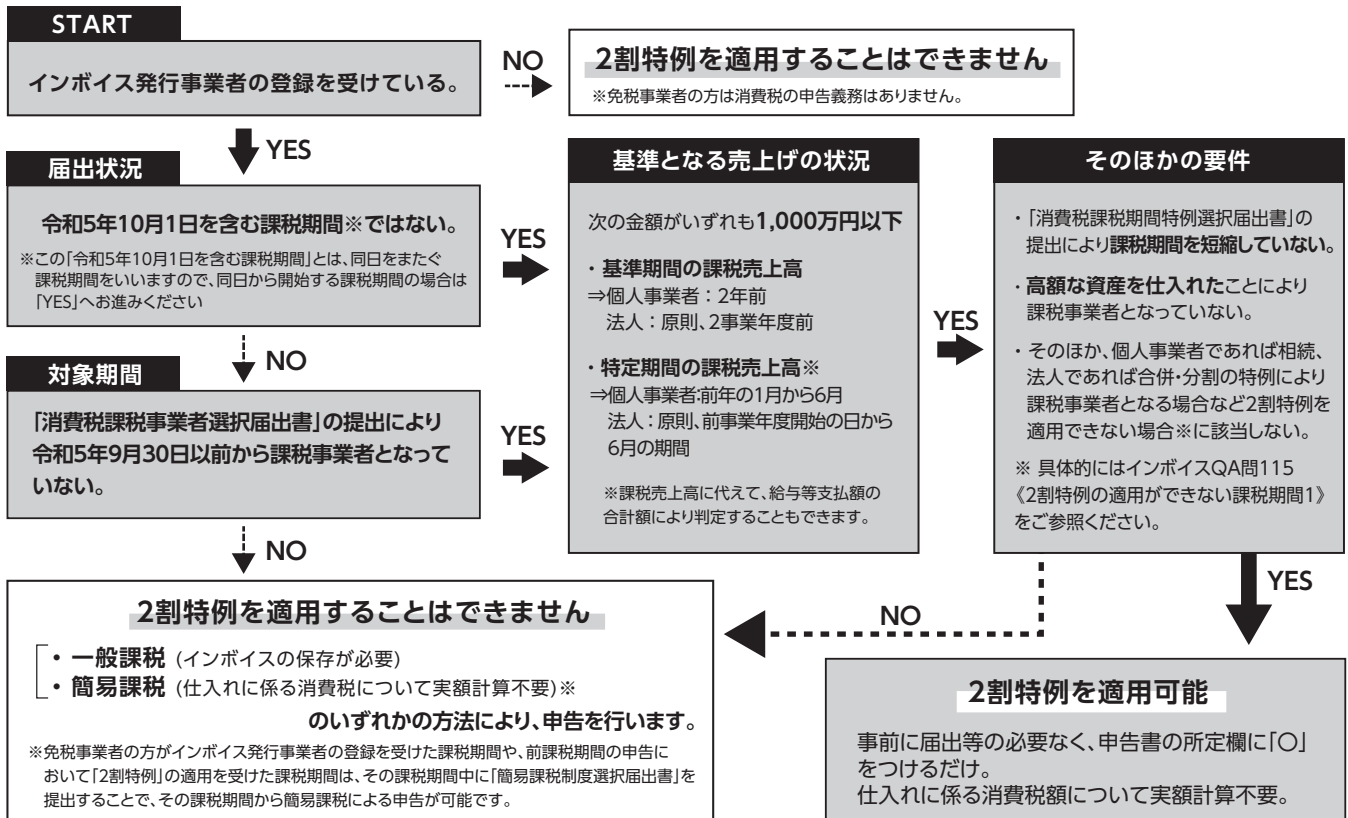 START
インボイス発行事業者の登録を受けている。
NO
2割特例を適用することはできません
※免税事業者の方は消費税の申告義務はありません。
YES
届出状況
令和5年10月1日を含む課税期間※ではない。
※この「令和5年10月1日を含む課税期間」とは、同日をまたぐ
課税期間をいいますので、同日から開始する課税期間の場合は
「YES」へお進みください
YES
NO
対象期間
「消費税課税事業者選択届出書」の提出により
令和5年9月30日以前から課税事業者となって
いない。
YES
NO
基準となる売上げの状況
次の金額がいずれも1,000万円以下
・基準期間の課税売上高
⇒個人事業者：2年前
法人：原則、2事業年度前
・特定期間の課税売上高※
⇒個人事業者:前年の1月から6月
法人：原則、前事業年度開始の日から
6月の期間
※課税売上高に代えて、給与等支払額の
合計額により判定することもできます。
YES
そのほかの要件
・「消費税課税期間特例選択届出書」の
提出により課税期間を短縮していない。
・高額な資産を仕入れたことにより
課税事業者となっていない。
・そのほか、個人事業者であれば相続、
法人であれば合併・分割の特例により
課税事業者となる場合など2割特例を
適用できない場合※に該当しない。
※ 具体的にはインボイスQA問115
《2割特例の適用ができない課税期間1》
をご参照ください。
NO
YES
2割特例を適用することはできません
・一般課税 (インボイスの保存が必要)
・簡易課税 (仕入れに係る消費税について実額計算不要)※
のいずれかの方法により、申告を行います。
※免税事業者の方がインボイス発行事業者の登録を受けた課税期間や、前課税期間の申告に
おいて「2割特例」の適用を受けた課税期間は、その課税期間中に「簡易課税制度選択届出書」を
提出することで、その課税期間から簡易課税による申告が可能です。
2割特例を適用可能
事前に届出等の必要なく、申告書の所定欄に「○」
をつけるだけ。
仕入れに係る消費税額について実額計算不要。